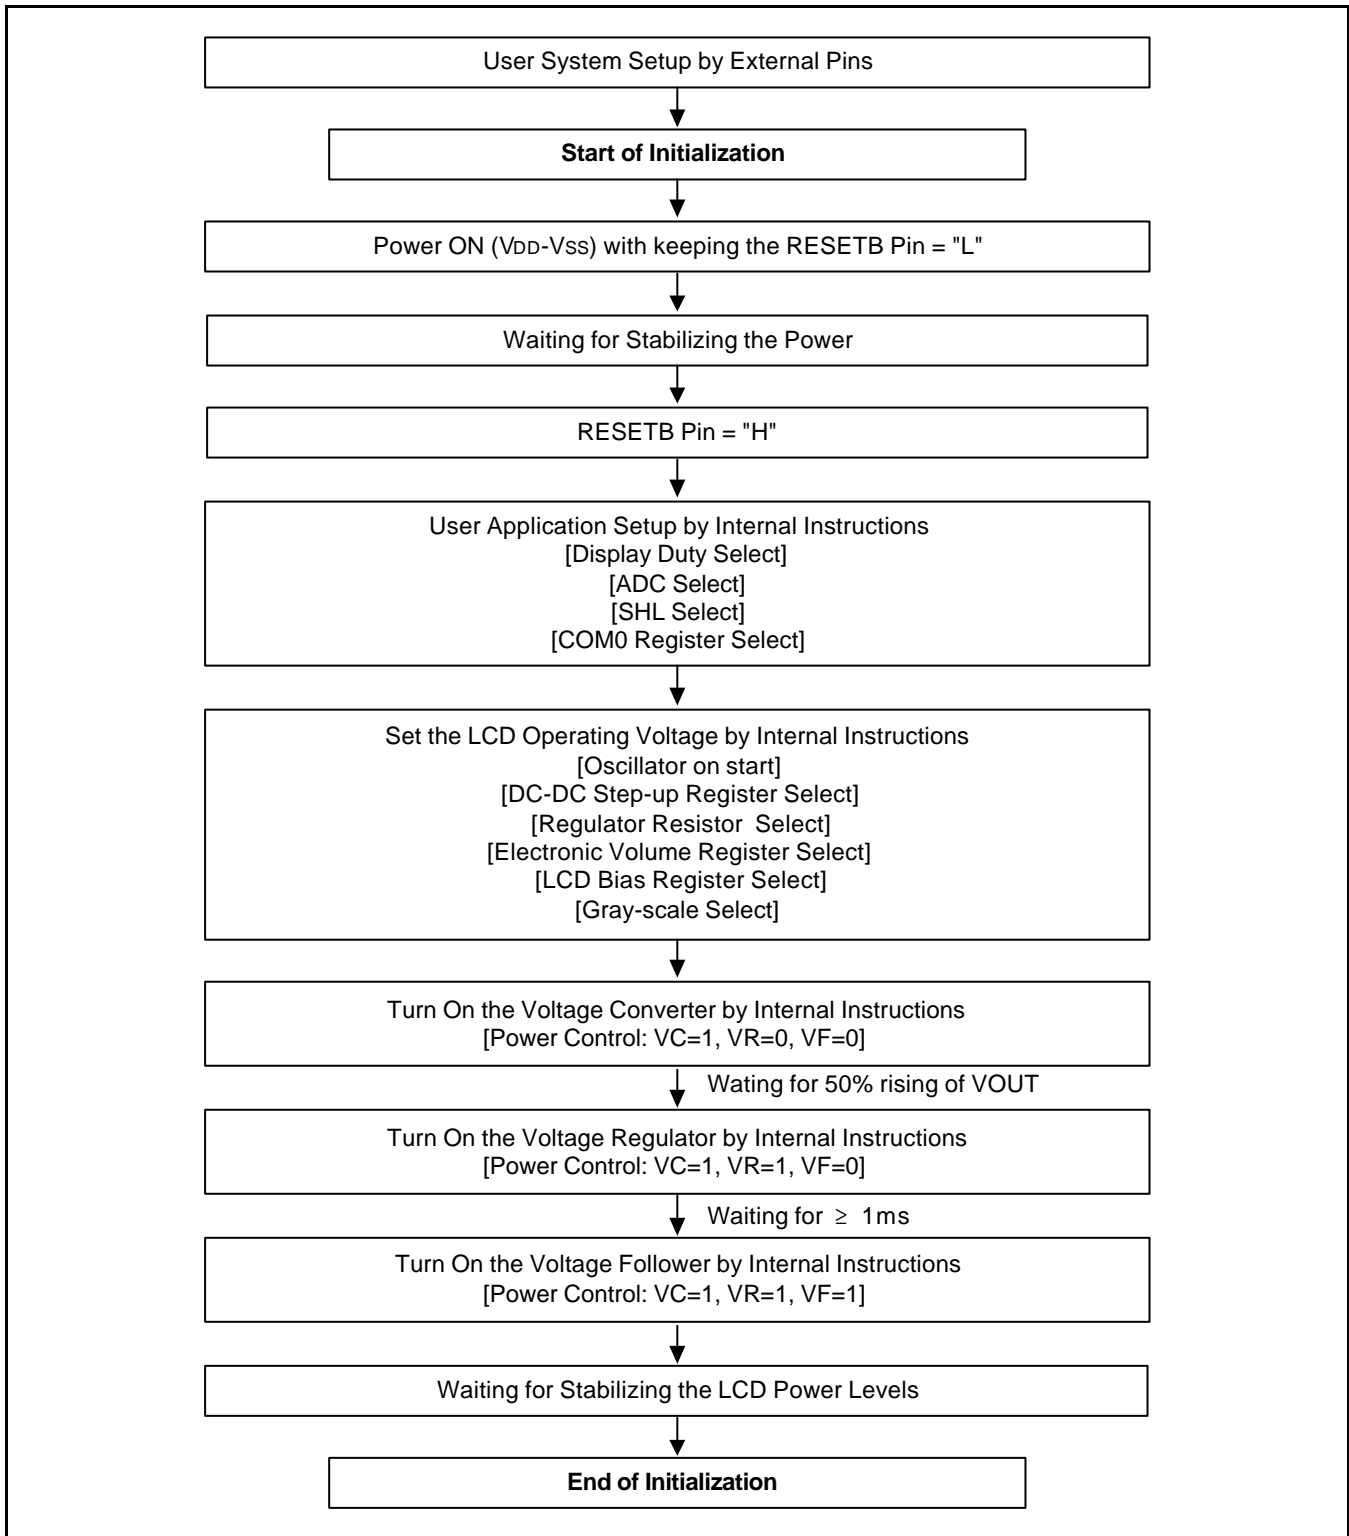 User System Setup by External Pins
Start of Initialization
Power ON (VDD-VSS) with keeping the RESETB Pin = "L"
Waiting for Stabilizing the Power
RESETB Pin = "H"
User Application Setup by Internal Instructions
[Display Duty Select]
[ADC Select]
[SHL Select]
[COM0 Register Select]
Set the LCD Operating Voltage by Internal Instructions
[Oscillator on start]
[DC-DC Step-up Register Select]
[Regulator Resistor Select]
[Electronic Volume Register Select]
[LCD Bias Register Select]
[Gray-scale Select]
Turn On the Voltage Converter by Internal Instructions
[Power Control: VC=1, VR=0, VF=0]
Wating for 50% rising of VOUT
Turn On the Voltage Regulator by Internal Instructions
[Power Control: VC=1, VR=1, VF=0]
Waiting for ≥ 1ms
Turn On the Voltage Follower by Internal Instructions
[Power Control: VC=1, VR=1, VF=1]
Waiting for Stabilizing the LCD Power Levels
End of Initialization